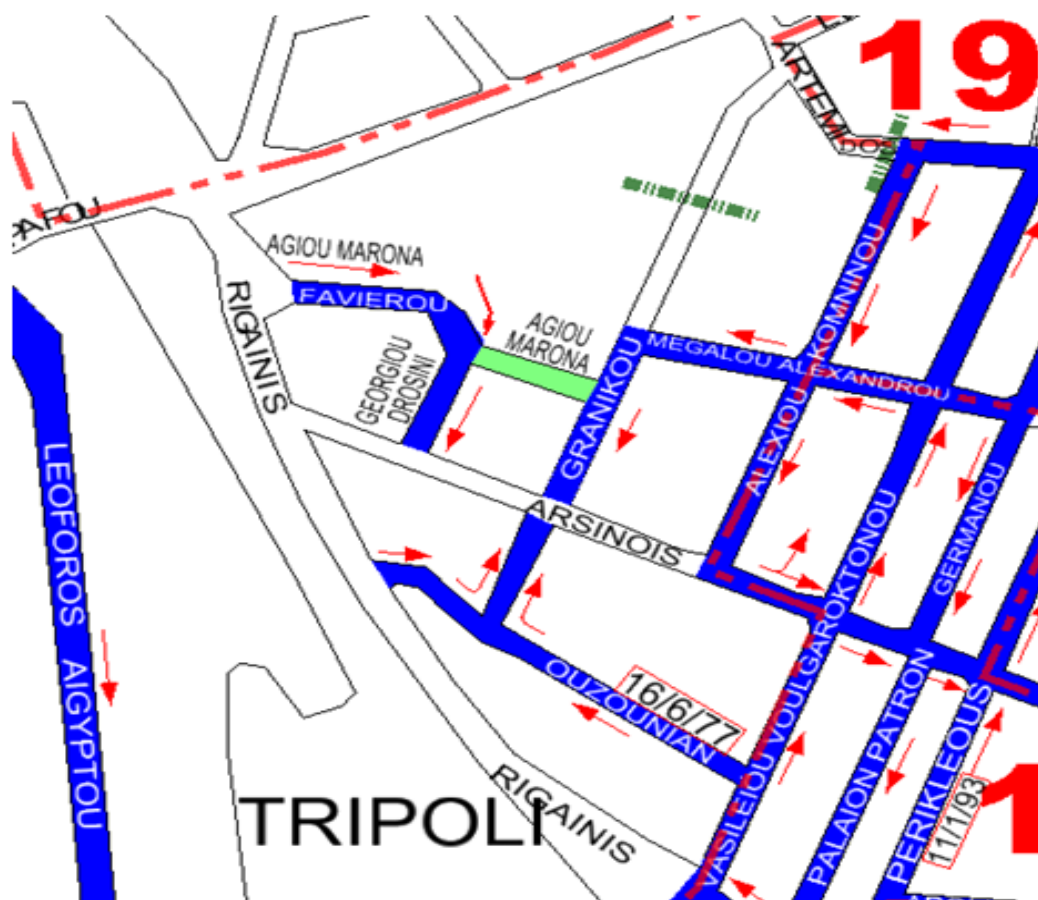 19
ARTEMIDOS
PAFOU
AGIOU MARONA
FAVIEROU
RIGAINIS
AGIOU
MARONA
GEORGIOU
DROSINI
GRANIKOU
MEGALOU ALEXANDROU
ALEXIOU KOMNINOU
LEOFOROS AIGYPTOU
ARSINOIS
VASILEIOU VOULGAROKTONOU
GERMANOU
PALAION PATRON
PERIKLEOUS
11/1/93
16/6/77
OUZOUNIAN
RIGAINIS
TRIPOLI
1